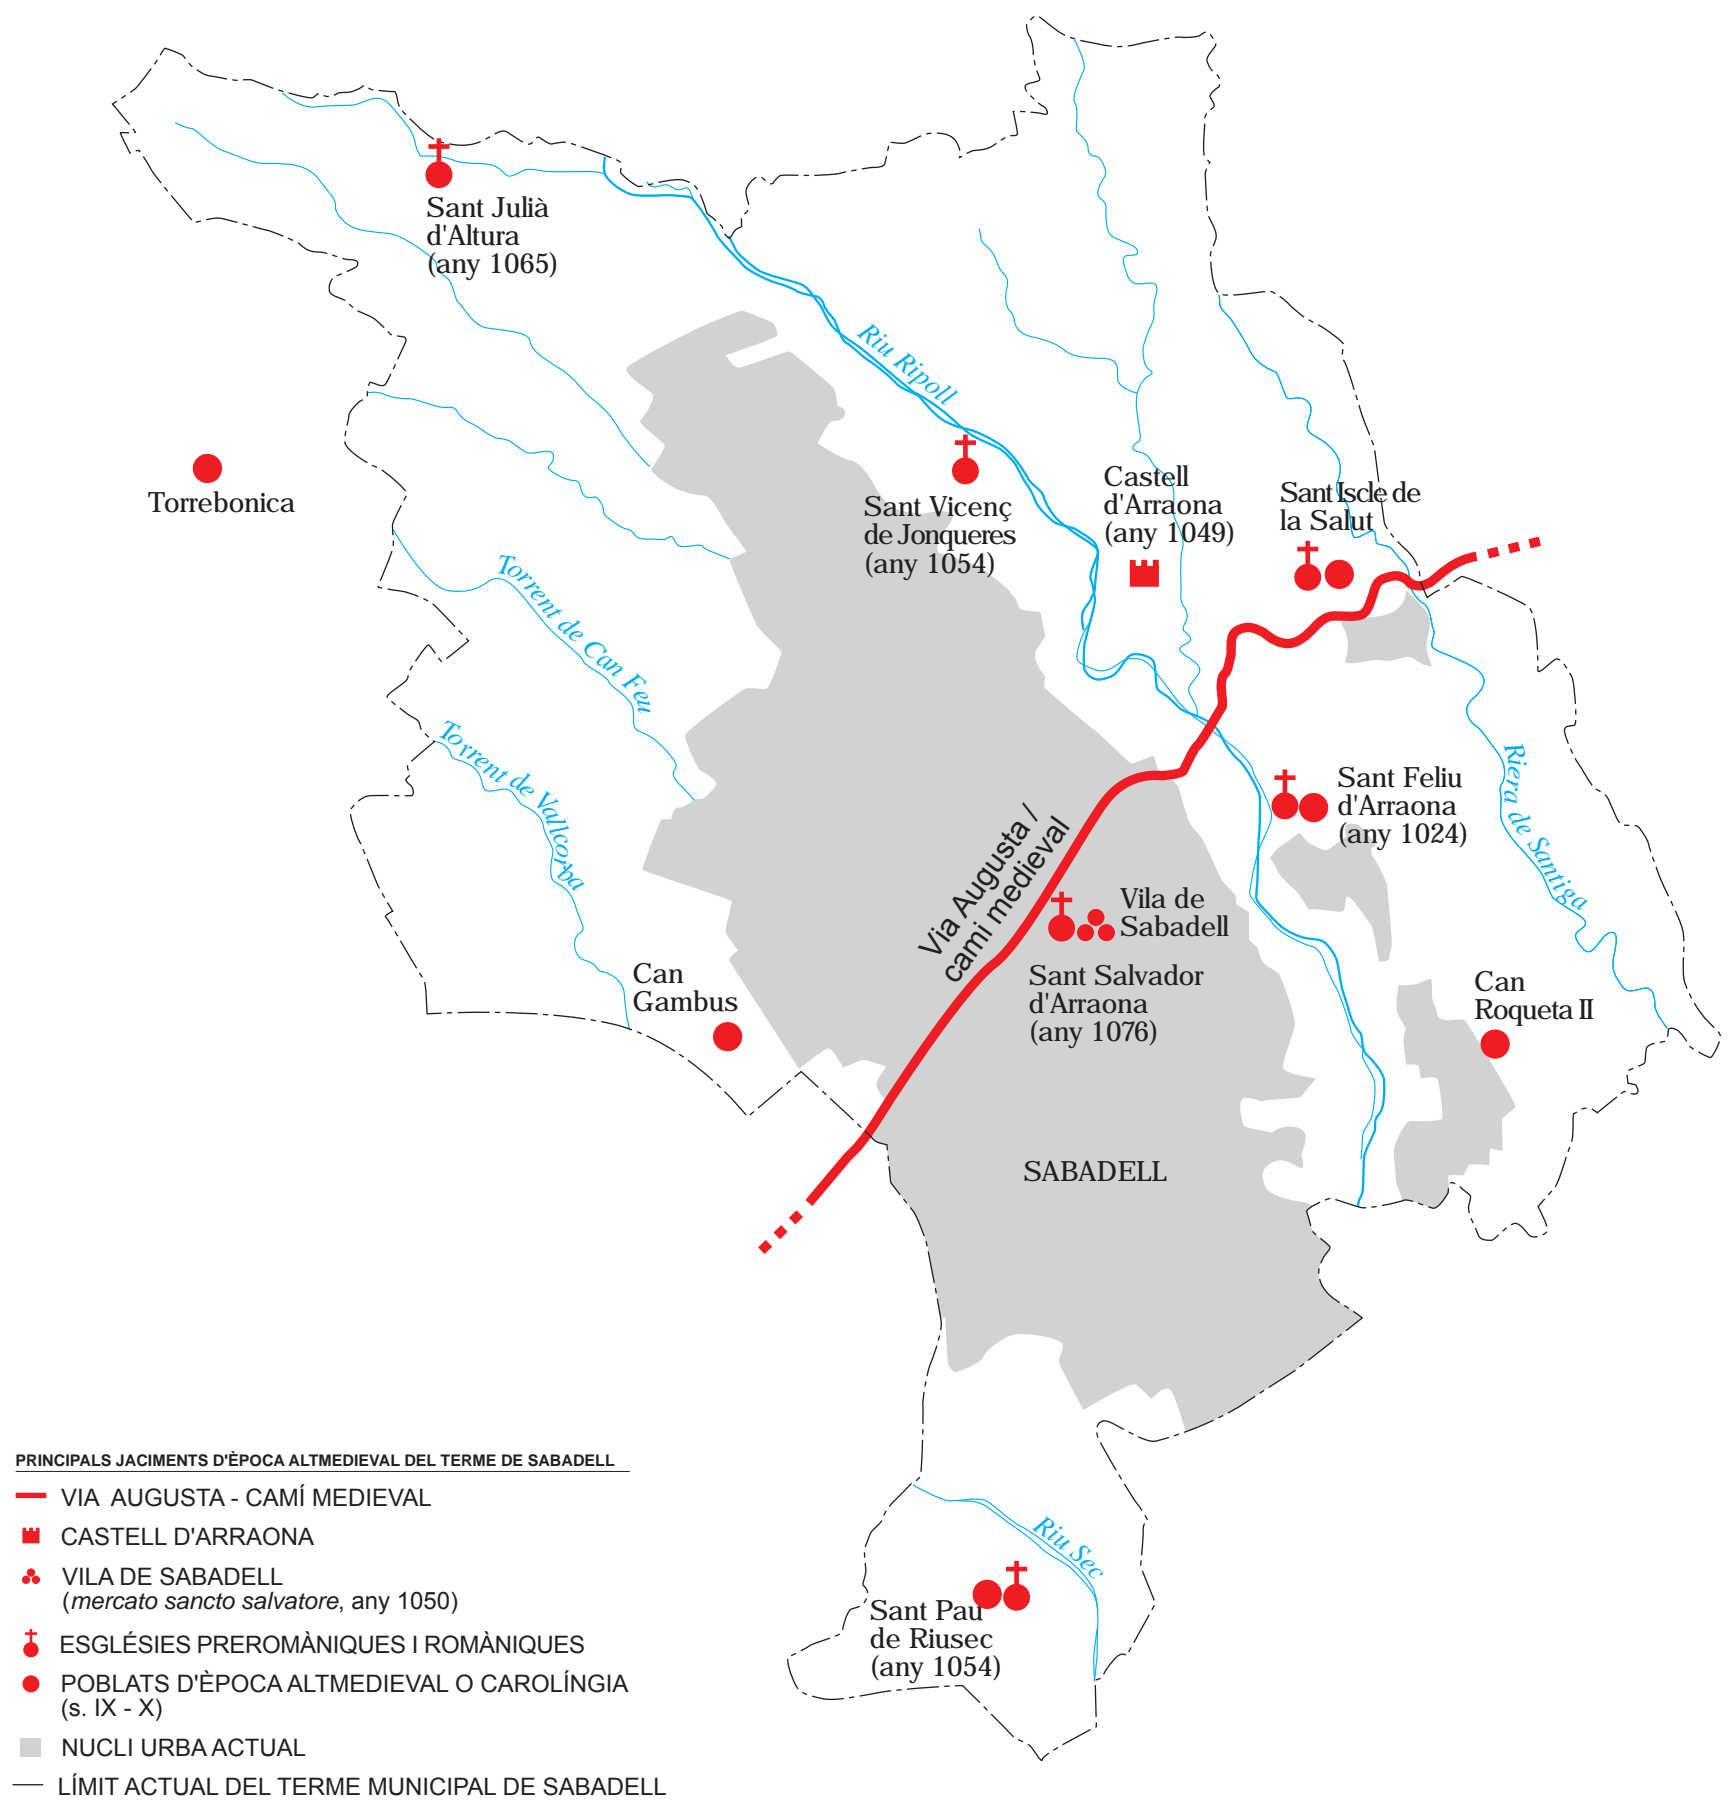 Sant Julià
d'Altura
(any 1065)
Riu Ripoll
Torrebonica
Sant Vicenç
de Jonqueres
(any 1054)
Castell
d'Arraona
(any 1049)
Sant Iscle de
la Salut
Torrent de Can Feu
Torrent de Vallcorba
Sant Feliu
d'Arraona
(any 1024)
Riera de Santiga
Via Augusta /
cami medieval
Vila de
Sabadell
Sant Salvador
d'Arraona
(any 1076)
Can
Gambus
Can
Roqueta II
SABADELL
Riu Sec
Sant Pau
de Riusec
(any 1054)
PRINCIPALS JACIMENTS D'ÈPOCA ALTMEDIEVAL DEL TERME DE SABADELL
VIA AUGUSTA - CAMÍ MEDIEVAL
CASTELL D'ARRAONA
VILA DE SABADELL
(mercato sancto salvatore, any 1050)
ESGLÉSIES PREROMÀNIQUES I ROMÀNIQUES
POBLATS D'ÈPOCA ALTMEDIEVAL O CAROLÍNGIA
(s. IX - X)
NUCLI URBA ACTUAL
LÍMIT ACTUAL DEL TERME MUNICIPAL DE SABADELL